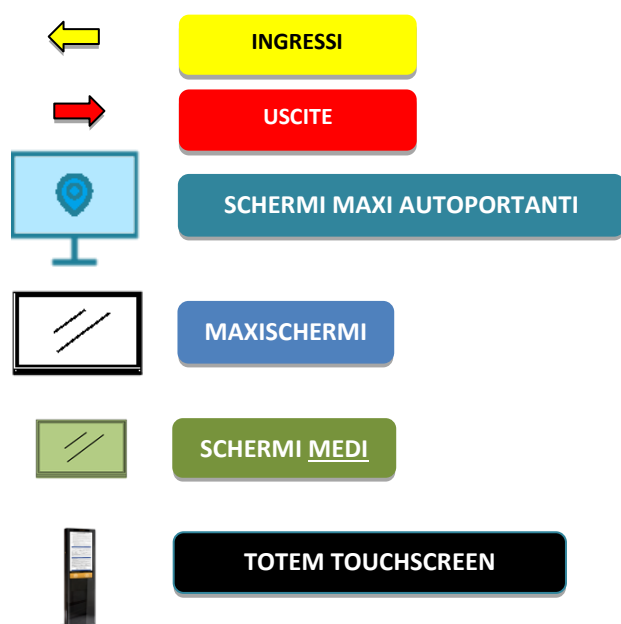 INGRESSI
USCITE
SCHERMI MAXI AUTOPORTANTI
MAXISCHERMI
SCHERMI MEDI
TOTEM TOUCHSCREEN